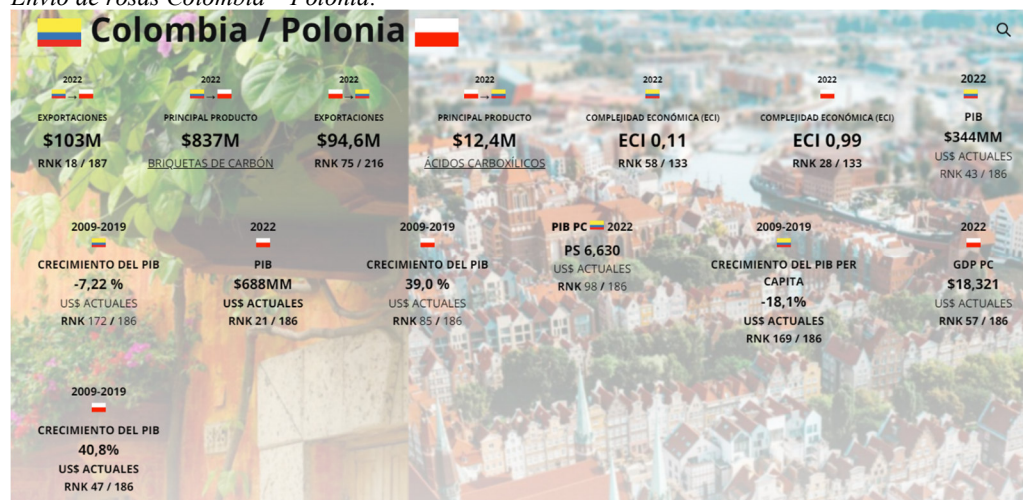 Envío de rosas Colombia – Polonia.
Colombia / Polonia
2022
EXPORTACIONES
$103M
RNK 18 / 187
2022
PRINCIPAL PRODUCTO
$837M
BRIQUETAS DE CARBÓN
2022
EXPORTACIONES
$94,6M
RNK 75 / 216
2022
PRINCIPAL PRODUCTO
$12,4M
ÁCIDOS CARBOXÍLICOS
2022
COMPLEJIDAD ECONÓMICA (ECI)
ECI 0,11
RNK 58 / 133
2022
COMPLEJIDAD ECONÓMICA (ECI)
ECI 0,99
RNK 28 / 133
2022
PIB
$344MM
US$ ACTUALES
RNK 43 / 186
2009-2019
CRECIMIENTO DEL PIB
-7,22 %
US$ ACTUALES
RNK 172 / 186
2022
PIB
$688MM
US$ ACTUALES
RNK 21 / 186
2009-2019
CRECIMIENTO DEL PIB
39,0 %
US$ ACTUALES
RNK 85 / 186
PIB PC 2022
PS 6,630
US$ ACTUALES
RNK 98 / 186
2009-2019
CRECIMIENTO DEL PIB PER
CAPITA
-18,1%
US$ ACTUALES
RNK 169 / 186
2022
GDP PC
$18,321
US$ ACTUALES
RNK 57 / 186
2009-2019
CRECIMIENTO DEL PIB
40,8%
US$ ACTUALES
RNK 47 / 186